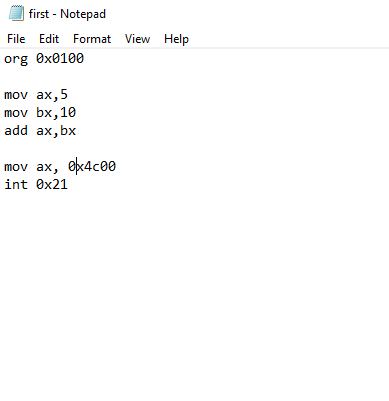 first - Notepad
File Edit Format View Help
org 0x0100
mov ax,5
mov bx,10
add ax,bx
mov ax, 0x4c00
int 0x21